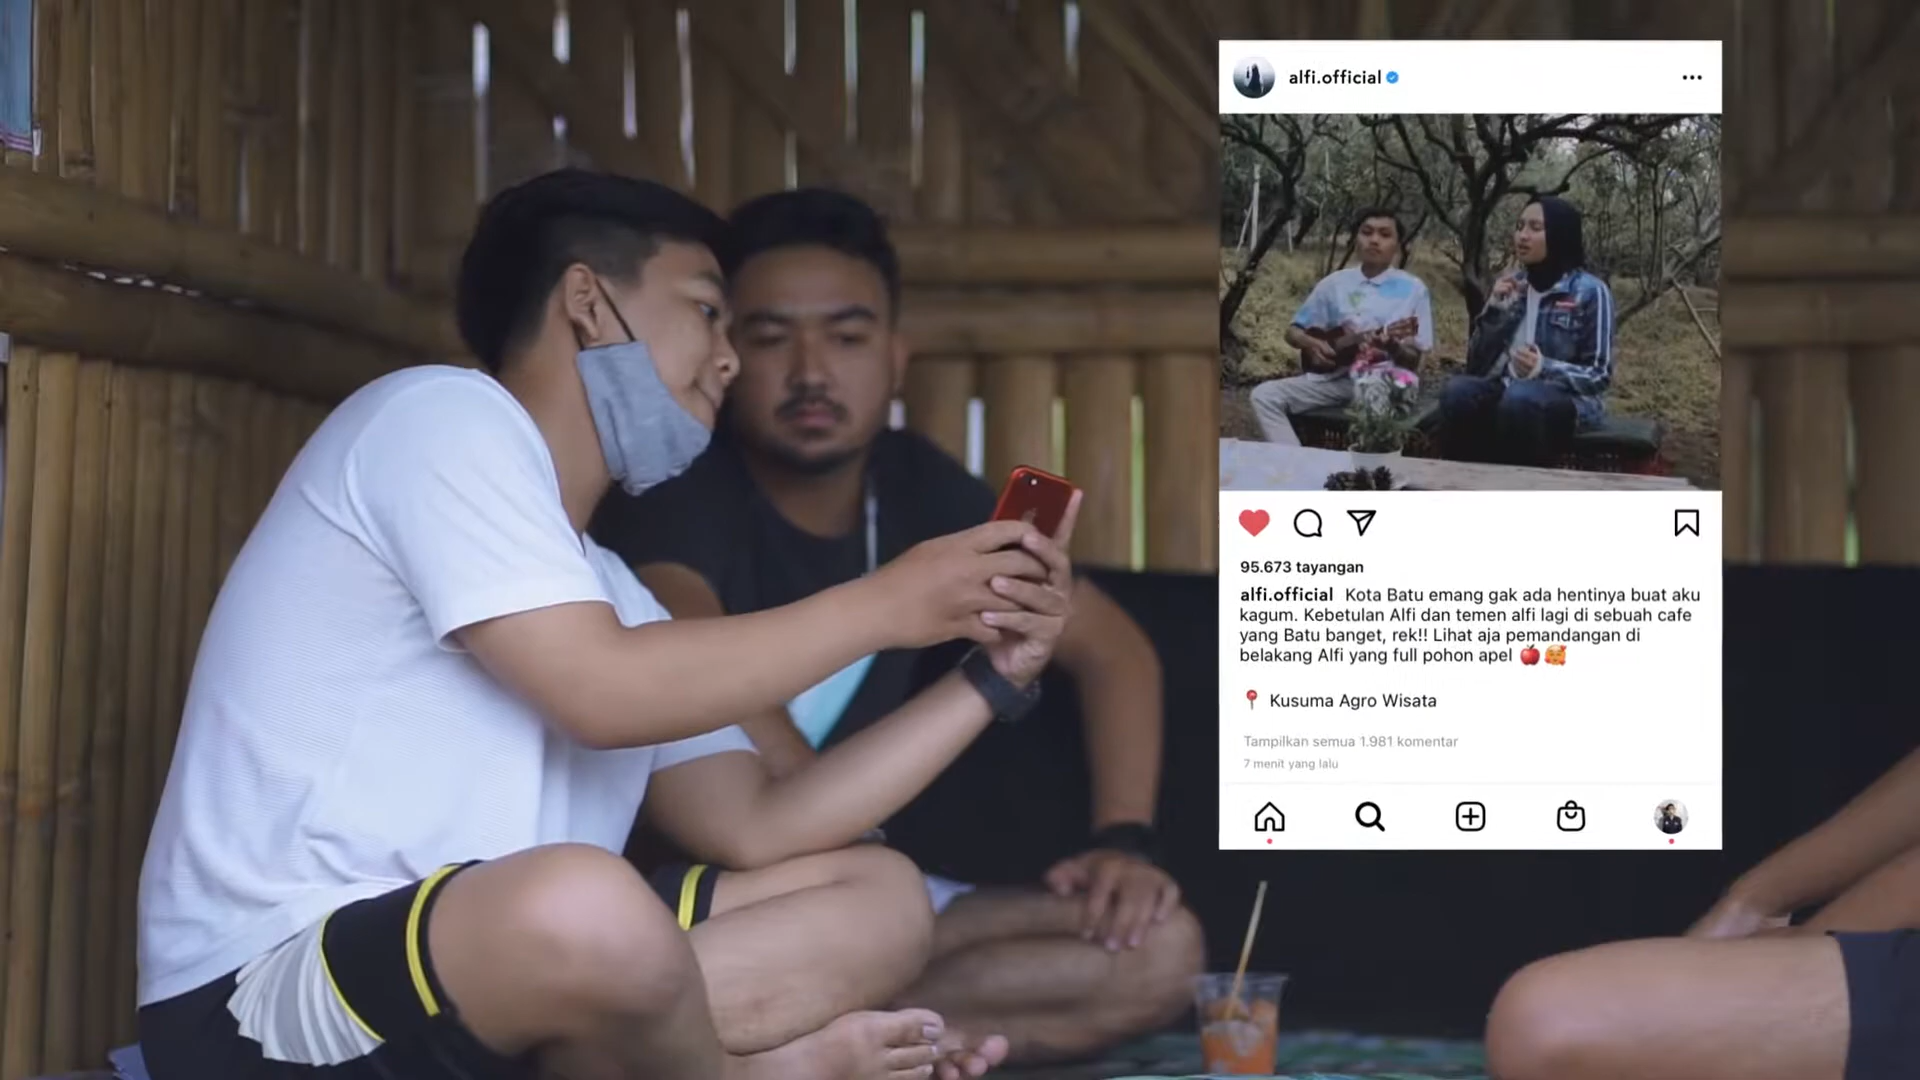 alfi.official
95.673 tayangan
alfi.official Kota Batu emang gak ada hentinya buat aku
kagum. Kebetulan Alfi dan temen alfi lagi di sebuah cafe
yang Batu banget, rek!! Lihat aja pemandangan di
belakang Alfi yang full pohon apel 🍎🥰
📍 Kusuma Agro Wisata
Tampilkan semua 1.981 komentar
7 menit yang lalu